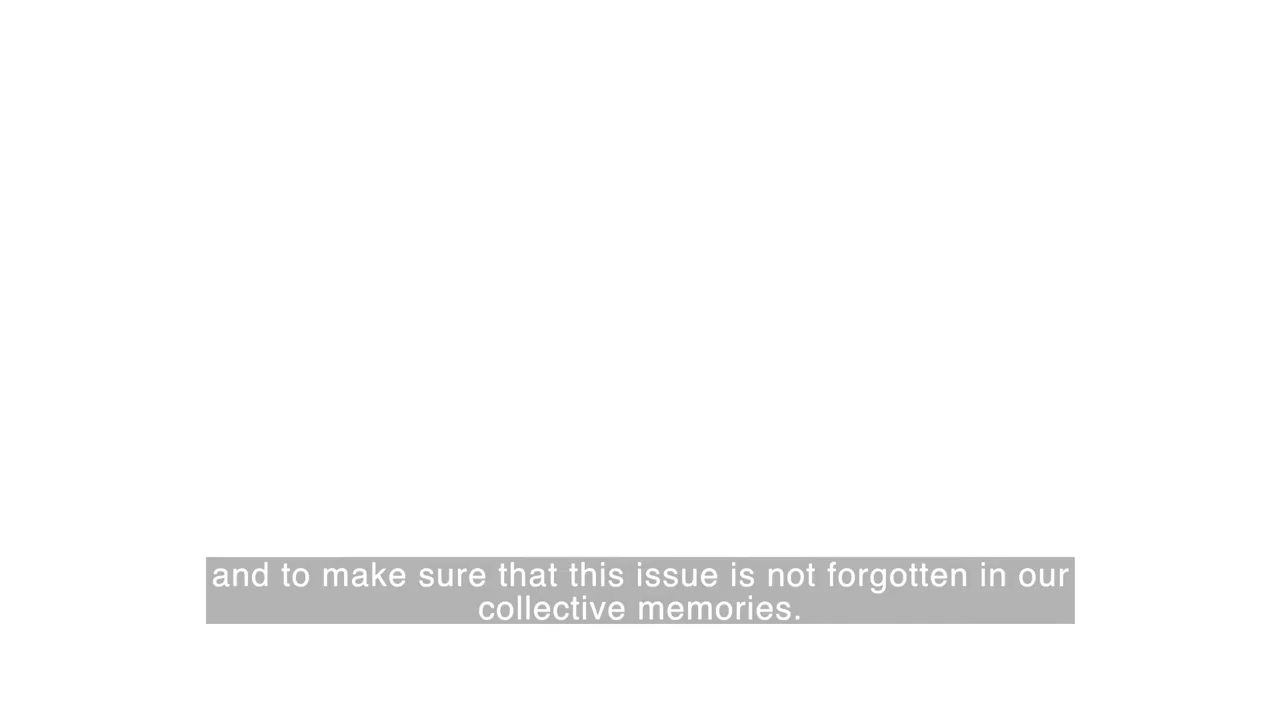 and to make sure that this issue is not forgotten in our
collective memories.